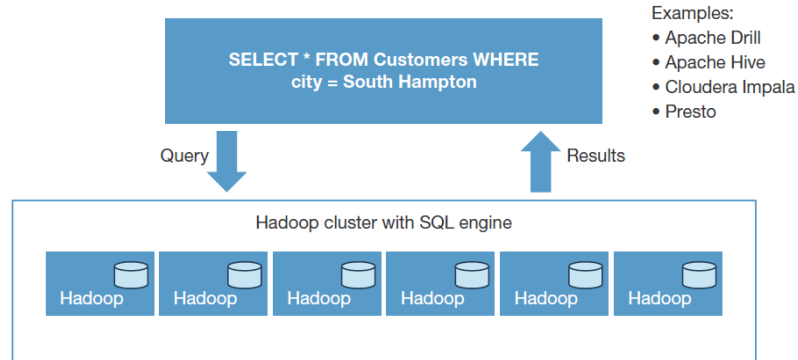 Examples:
• Apache Drill
• Apache Hive
• Cloudera Impala
• Presto
SELECT * FROM Customers WHERE
city = South Hampton
Query
Results
Hadoop cluster with SQL engine
Hadoop
Hadoop
Hadoop
Hadoop
Hadoop
Hadoop